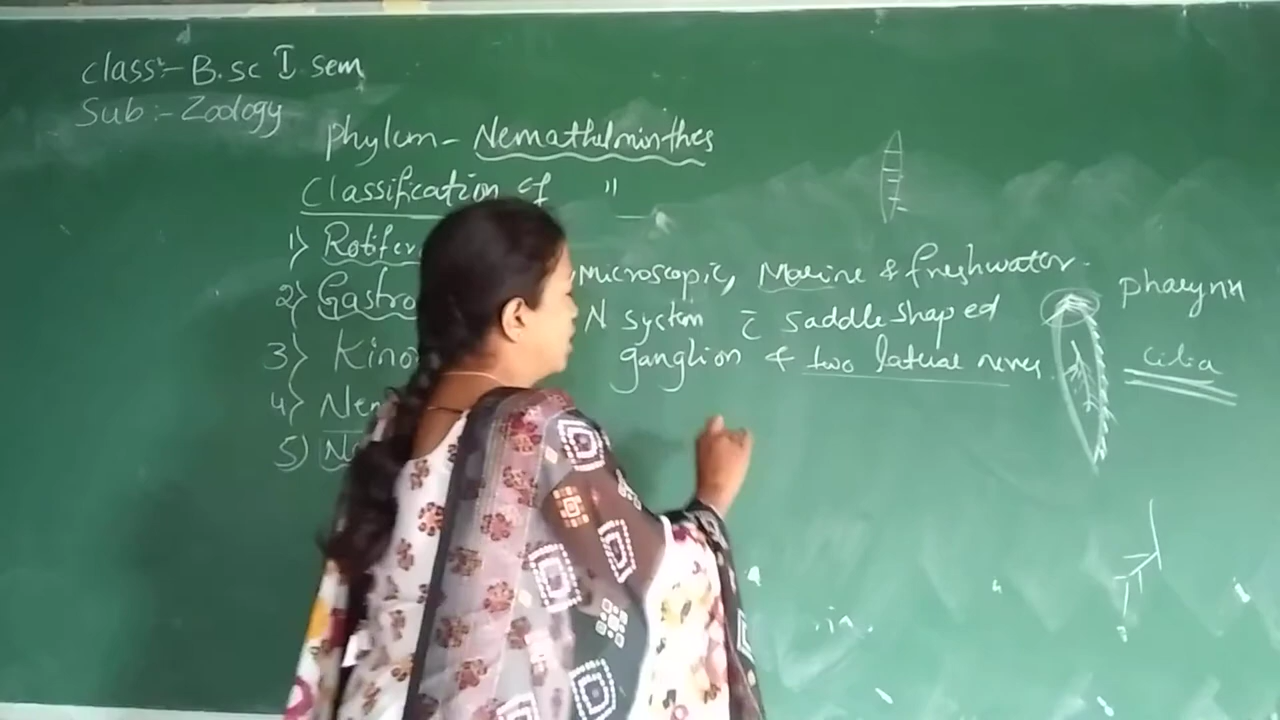 class:- B.sc I sem
Sub:- Zoology
phylum - Nemathelminthes
Classification of "
1) Rotifer
2) Gastro
3) Kino
4) Nem
5) Ne
Microscopic, Marine & freshwater.
N system c̄ saddle shaped
ganglion & two lateral nerves.
pharynx
cilia